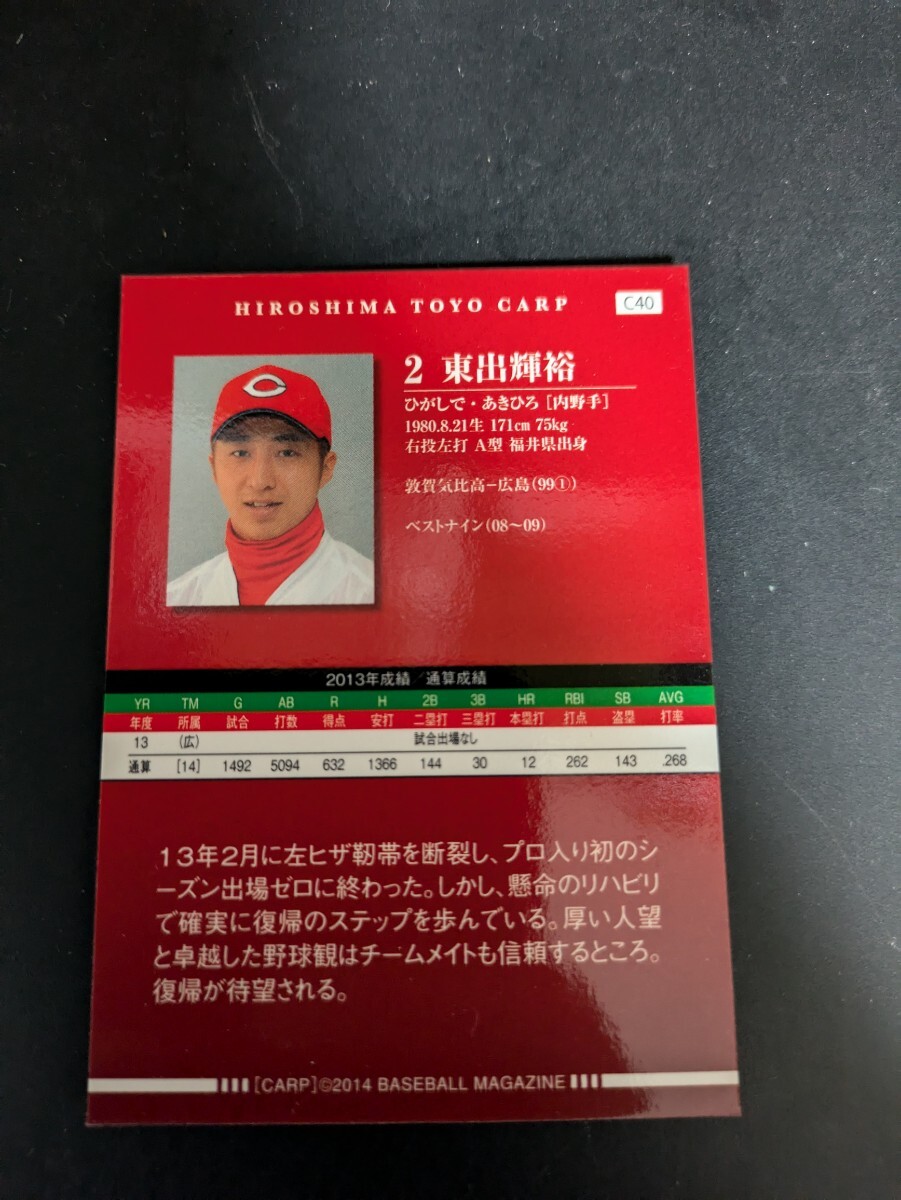 HIROSHIMA TOYO CARP C40
2 東出輝裕
ひがしで・あきひろ [内野手]
1980.8.21生 171cm 75kg
右投左打 A型 福井県出身
敦賀気比高−広島(99①)
ベストナイン(08〜09)
2013年成績／通算成績
YR TM G AB R H 2B 3B HR RBI SB AVG
年度 所属 試合 打数 得点 安打 二塁打 三塁打 本塁打 打点 盗塁 打率
13 (広) 試合出場なし
通算 [14] 1492 5094 632 1366 144 30 12 262 143 .268
13年2月に左ヒザ靭帯を断裂し、プロ入り初のシ
ーズン出場ゼロに終わった。しかし、懸命のリハビリ
で確実に復帰のステップを歩んでいる。厚い人望
と卓越した野球観はチームメイトも信頼するところ。
復帰が待望される。
[CARP]©2014 BASEBALL MAGAZINE